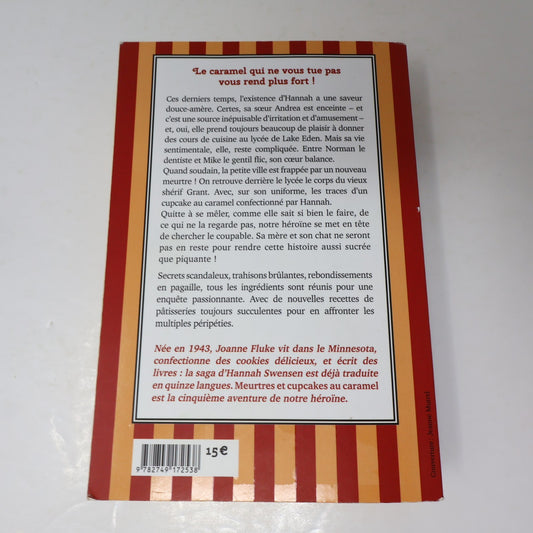 Le caramel qui ne vous tue pas
vous rend plus fort !
Ces derniers temps, l'existence d'Hannah a une saveur
douce-amère. Certes, sa sœur Andrea est enceinte – et
c'est une source inépuisable d'irritation et d'amusement –
et, oui, elle prend toujours beaucoup de plaisir à donner
des cours de cuisine au lycée de Lake Eden. Mais sa vie
sentimentale, elle, reste compliquée. Entre Norman le
dentiste et Mike le gentil flic, son cœur balance.
Quand soudain, la petite ville est frappée par un nouveau
meurtre ! On retrouve derrière le lycée le corps du vieux
shérif Grant. Avec, sur son uniforme, les traces d'un
cupcake au caramel confectionné par Hannah.
Quitte à se mêler, comme elle sait si bien le faire, de
ce qui ne la regarde pas, notre héroïne se met en tête
de chercher le coupable. Sa mère et son chat ne seront
pas en reste pour rendre cette histoire aussi sucrée
que piquante !
Secrets scandaleux, trahisons brûlantes, rebondissements
en pagaille, tous les ingrédients sont réunis pour une
enquête passionnante. Avec de nouvelles recettes de
pâtisseries toujours succulentes pour en affronter les
multiples péripéties.
Née en 1943, Joanne Fluke vit dans le Minnesota,
confectionne des cookies délicieux, et écrit des
livres : la saga d'Hannah Swensen est déjà traduite
en quinze langues. Meurtres et cupcakes au caramel
est la cinquième aventure de notre héroïne.
15€
9 782749 172538
Couverture : Jeanne Mutrel